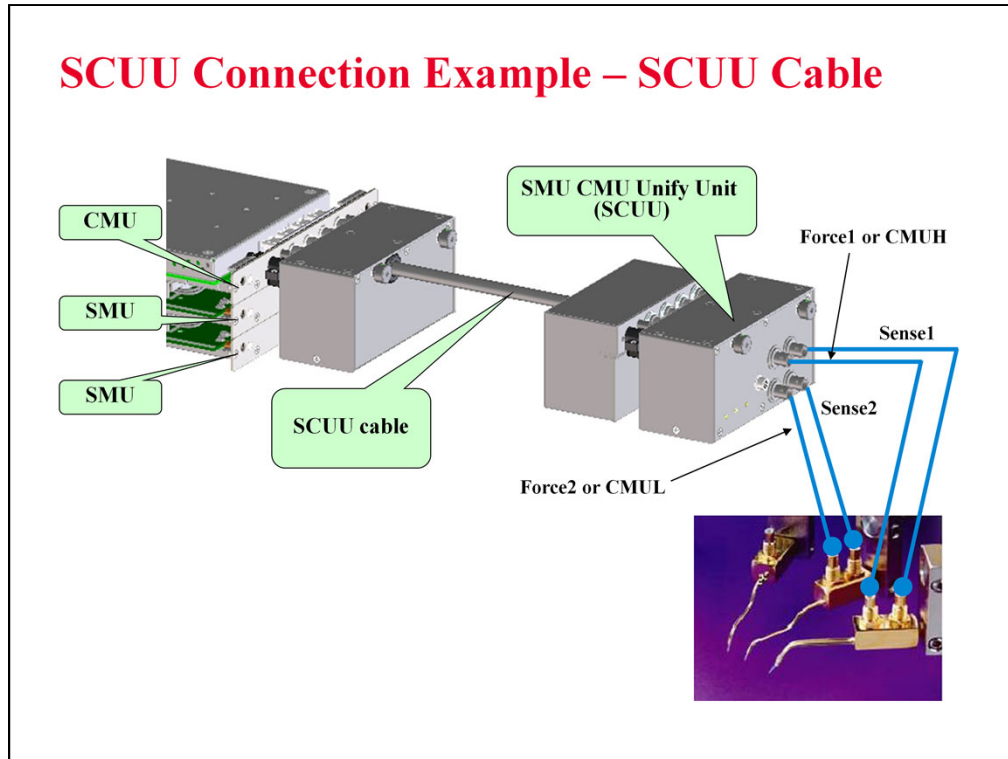 SCUU Connection Example – SCUU Cable
CMU
SMU
SMU
SCUU cable
SMU CMU Unify Unit
(SCUU)
Force1 or CMUH
Sense1
Sense2
Force2 or CMUL